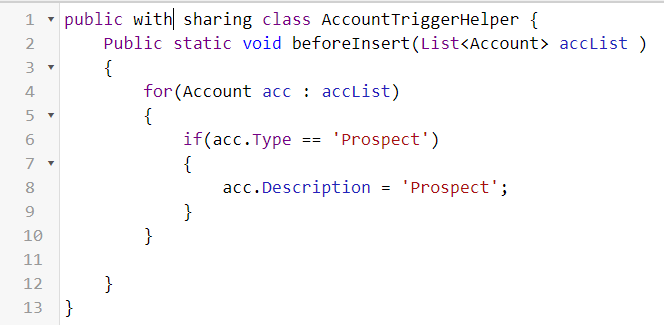 1 public with sharing class AccountTriggerHelper {
2     Public static void beforeInsert(List<Account> accList )
3     {
4         for(Account acc : accList)
5         {
6             if(acc.Type == 'Prospect')
7             {
8                 acc.Description = 'Prospect';
9             }
10         }
11
12     }
13 }